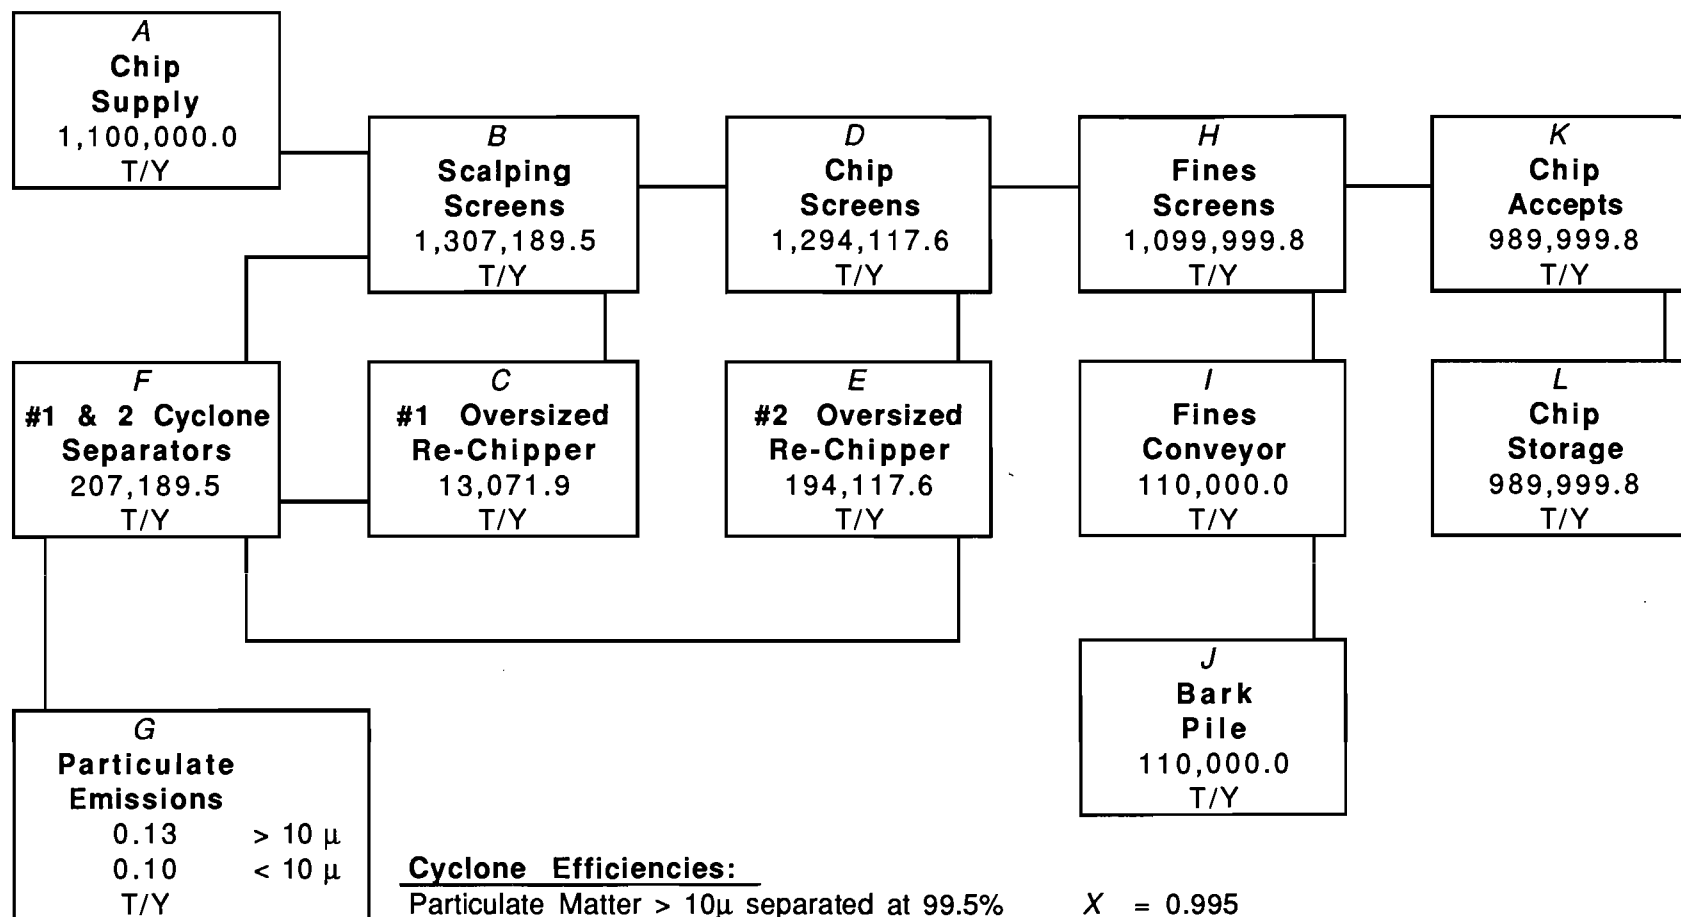 A
Chip
Supply
1,100,000.0
T/Y
B
Scalping
Screens
1,307,189.5
T/Y
D
Chip
Screens
1,294,117.6
T/Y
H
Fines
Screens
1,099,999.8
T/Y
K
Chip
Accepts
989,999.8
T/Y
F
#1 & 2 Cyclone
Separators
207,189.5
T/Y
C
#1 Oversized
Re-Chipper
13,071.9
T/Y
E
#2 Oversized
Re-Chipper
194,117.6
T/Y
I
Fines
Conveyor
110,000.0
T/Y
L
Chip
Storage
989,999.8
T/Y
J
Bark
Pile
110,000.0
T/Y
G
Particulate
Emissions
0.13 > 10 μ
0.10 < 10 μ
T/Y
Cyclone Efficiencies:
Particulate Matter > 10μ separated at 99.5% X = 0.995